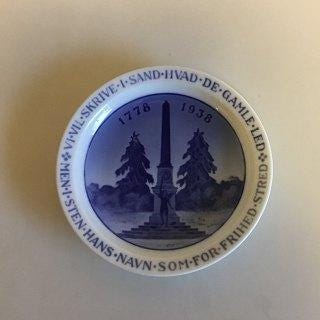 VI·VIL·SKRIVE·I·SAND·HVAD·DE·GAMLE·LED
MEN·I·STEN·HANS·NAVN·SOM·FOR·FRIHED·STRED
1778 1938